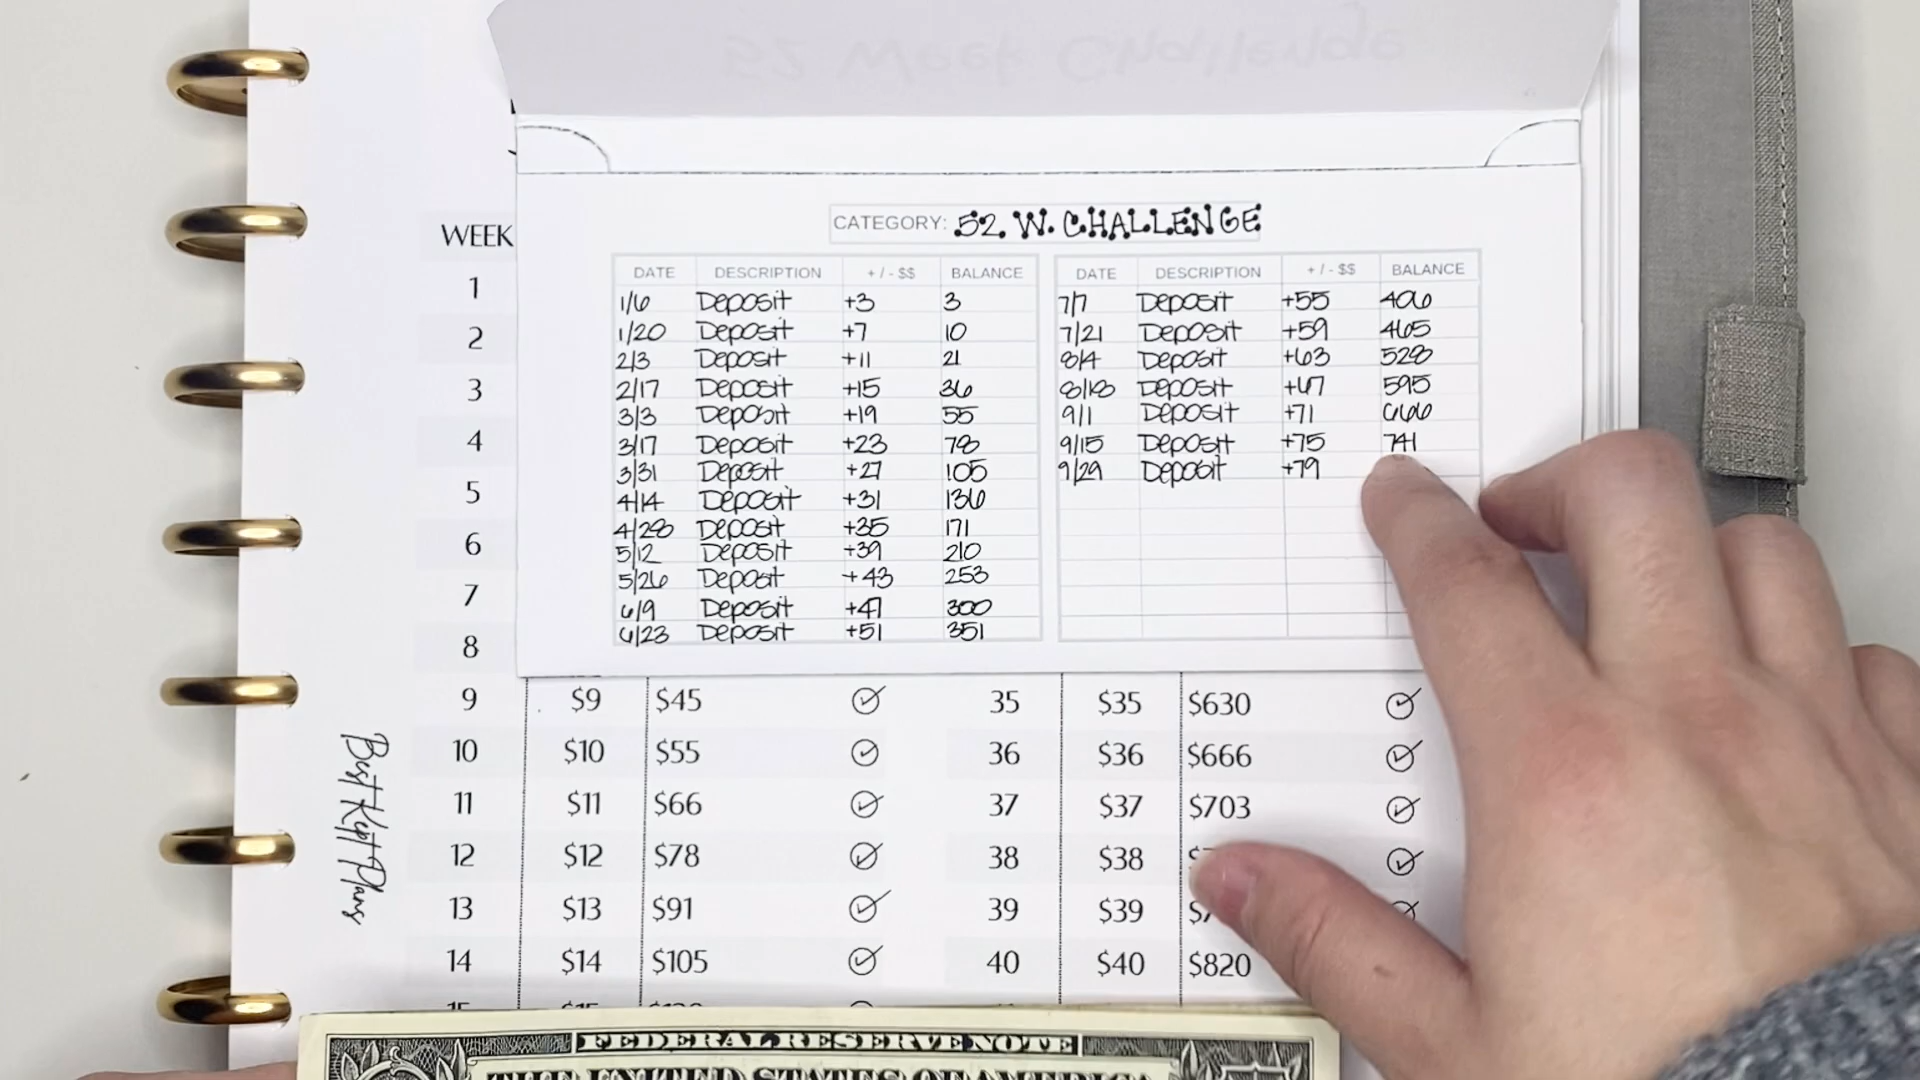 52 Week Challenge
CATEGORY: 52. W. CHALLENGE
DATE DESCRIPTION +/-$$ BALANCE DATE DESCRIPTION +/-$$ BALANCE
1/6 Deposit +3 3 7/7 Deposit +55 406
1/20 Deposit +7 10 7/21 Deposit +59 465
2/3 Deposit +11 21 8/4 Deposit +63 528
2/17 Deposit +15 36 8/18 Deposit +67 595
3/3 Deposit +19 55 9/1 Deposit +71 666
3/17 Deposit +23 78 9/15 Deposit +75 741
3/31 Deposit +27 105 9/29 Deposit +79
4/14 Deposit +31 136
4/28 Deposit +35 171
5/12 Deposit +39 210
5/26 Deposit +43 253
6/9 Deposit +47 300
6/23 Deposit +51 351
WEEK
1
2
3
4
5
6
7
8
9 $9 $45 35 $35 $630
10 $10 $55 36 $36 $666
11 $11 $66 37 $37 $703
12 $12 $78 38 $38
13 $13 $91 39 $39
14 $14 $105 40 $40 $820
Best Kept Plans
FEDERAL RESERVE NOTE
THE UNITED STATES OF AMERICA